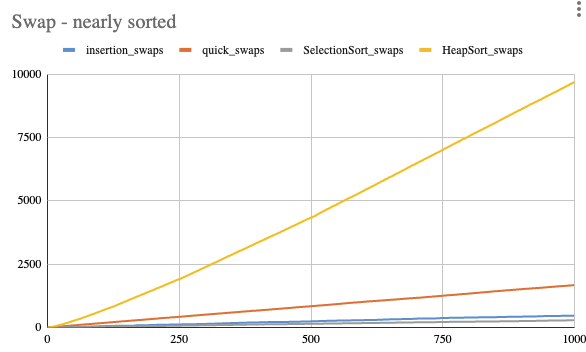 Swap - nearly sorted
insertion_swaps quick_swaps SelectionSort_swaps HeapSort_swaps
10000
7500
5000
2500
0
0 250 500 750 1000